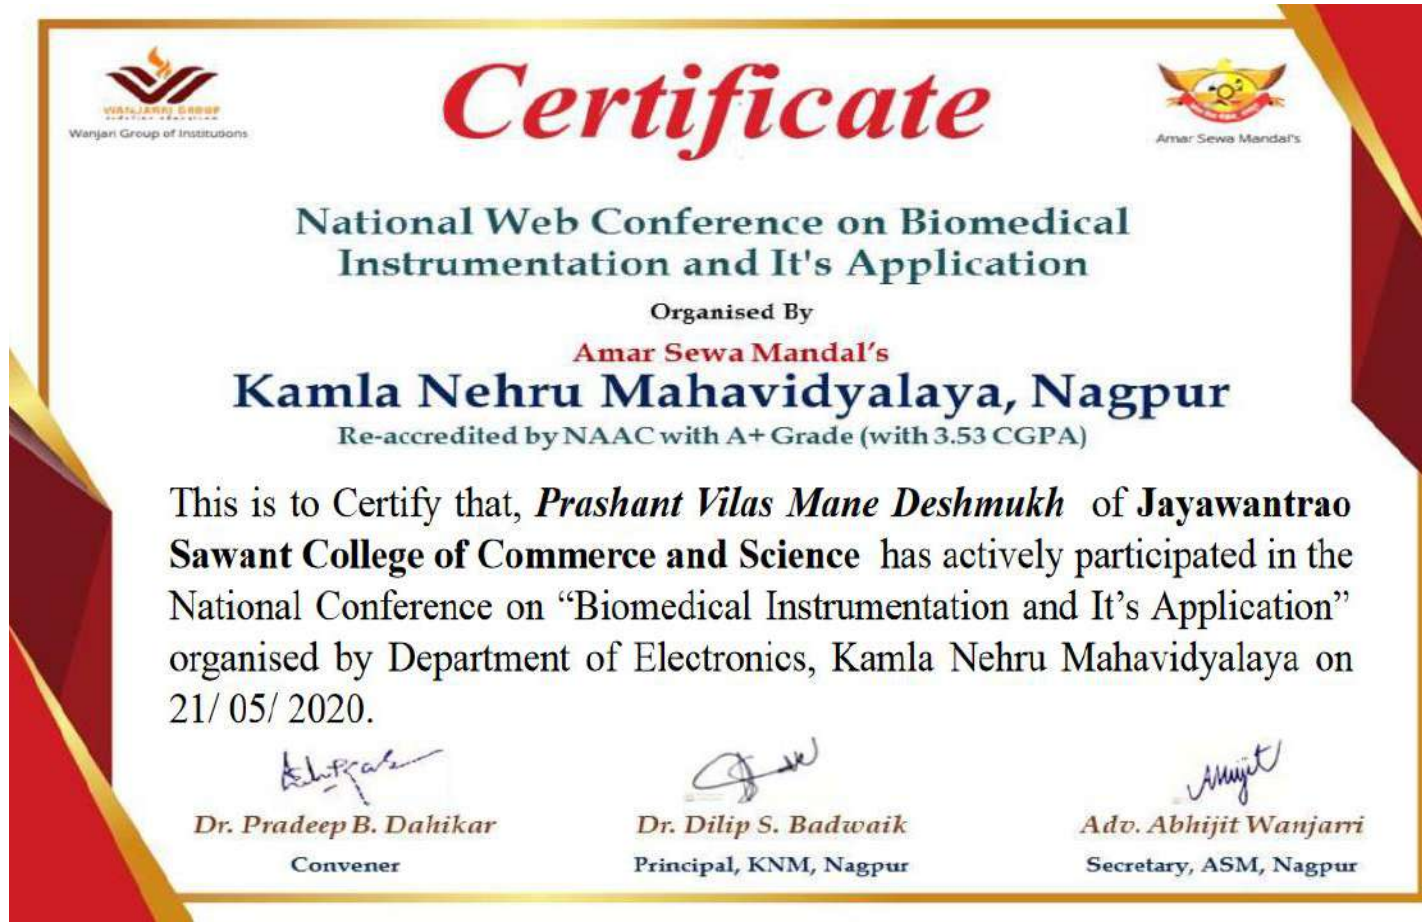 WANJARRI GROUP
Wanjari Group of Institutions
Certificate
Amar Sewa Mandal's
National Web Conference on Biomedical
Instrumentation and It's Application
Organised By
Amar Sewa Mandal's
Kamla Nehru Mahavidyalaya, Nagpur
Re-accredited by NAAC with A+ Grade (with 3.53 CGPA)
This is to Certify that, Prashant Vilas Mane Deshmukh of Jayawantrao
Sawant College of Commerce and Science has actively participated in the
National Conference on “Biomedical Instrumentation and It’s Application”
organised by Department of Electronics, Kamla Nehru Mahavidyalaya on
21/ 05/ 2020.
Abhijit
Dr. Pradeep B. Dahikar
Dr. Dilip S. Badwaik
Adv. Abhijit Wanjarri
Convener
Principal, KNM, Nagpur
Secretary, ASM, Nagpur